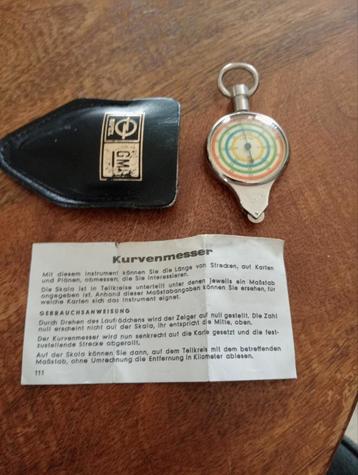 OPEL
GM
Kurvenmesser
Mit diesem Instrument können Sie die Länge von Strecken, auf Karten
und Plänen, abmessen, die Sie interessieren.
Die Skala ist in Teilkreise unterteilt unter denen jeweils ein Maßstab
angegeben ist. Anhand dieser Maßstabangaben können Sie ersehen, für
welche Karten sich das Instrument eignet.
GEBRAUCHSANWEISUNG
Durch Drehen des Laufrädchens wird der Zeiger auf null gestellt. Die Zahl
null erscheint nicht auf der Skala, ihr entspricht die Mitte, oben.
Der Kurvenmesser wird nun senkrecht auf die Karte gesetzt und die fest-
zustellende Strecke abgerollt.
Auf der Skala können Sie dann, auf dem Teilkreis mit dem betreffenden
Maßstab, ohne Umrechnung die Entfernung in Kilometer ablesen.
111